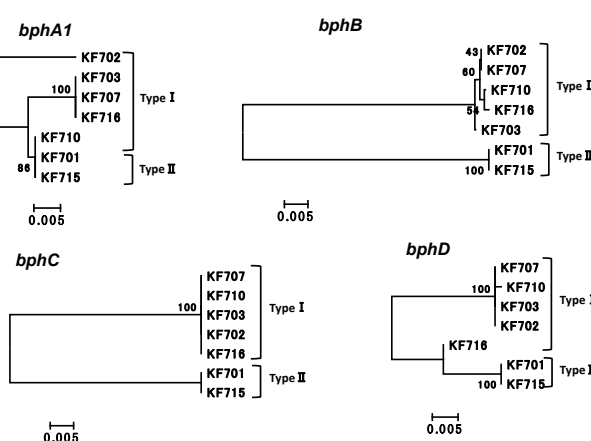 bphA1
KF702
KF703
100
KF707
Type I
KF716
KF710
KF701
86
Type II
KF715
0.005
bphB
43
KF702
60
KF707
KF710
Type I
54
KF716
KF703
KF701
Type II
100
KF715
0.005
bphC
KF707
KF710
100
KF703
Type I
KF702
KF716
KF701
Type II
KF715
0.005
bphD
KF707
100
KF710
Type I
KF703
KF702
KF716
KF701
Type I
100
KF715
0.005